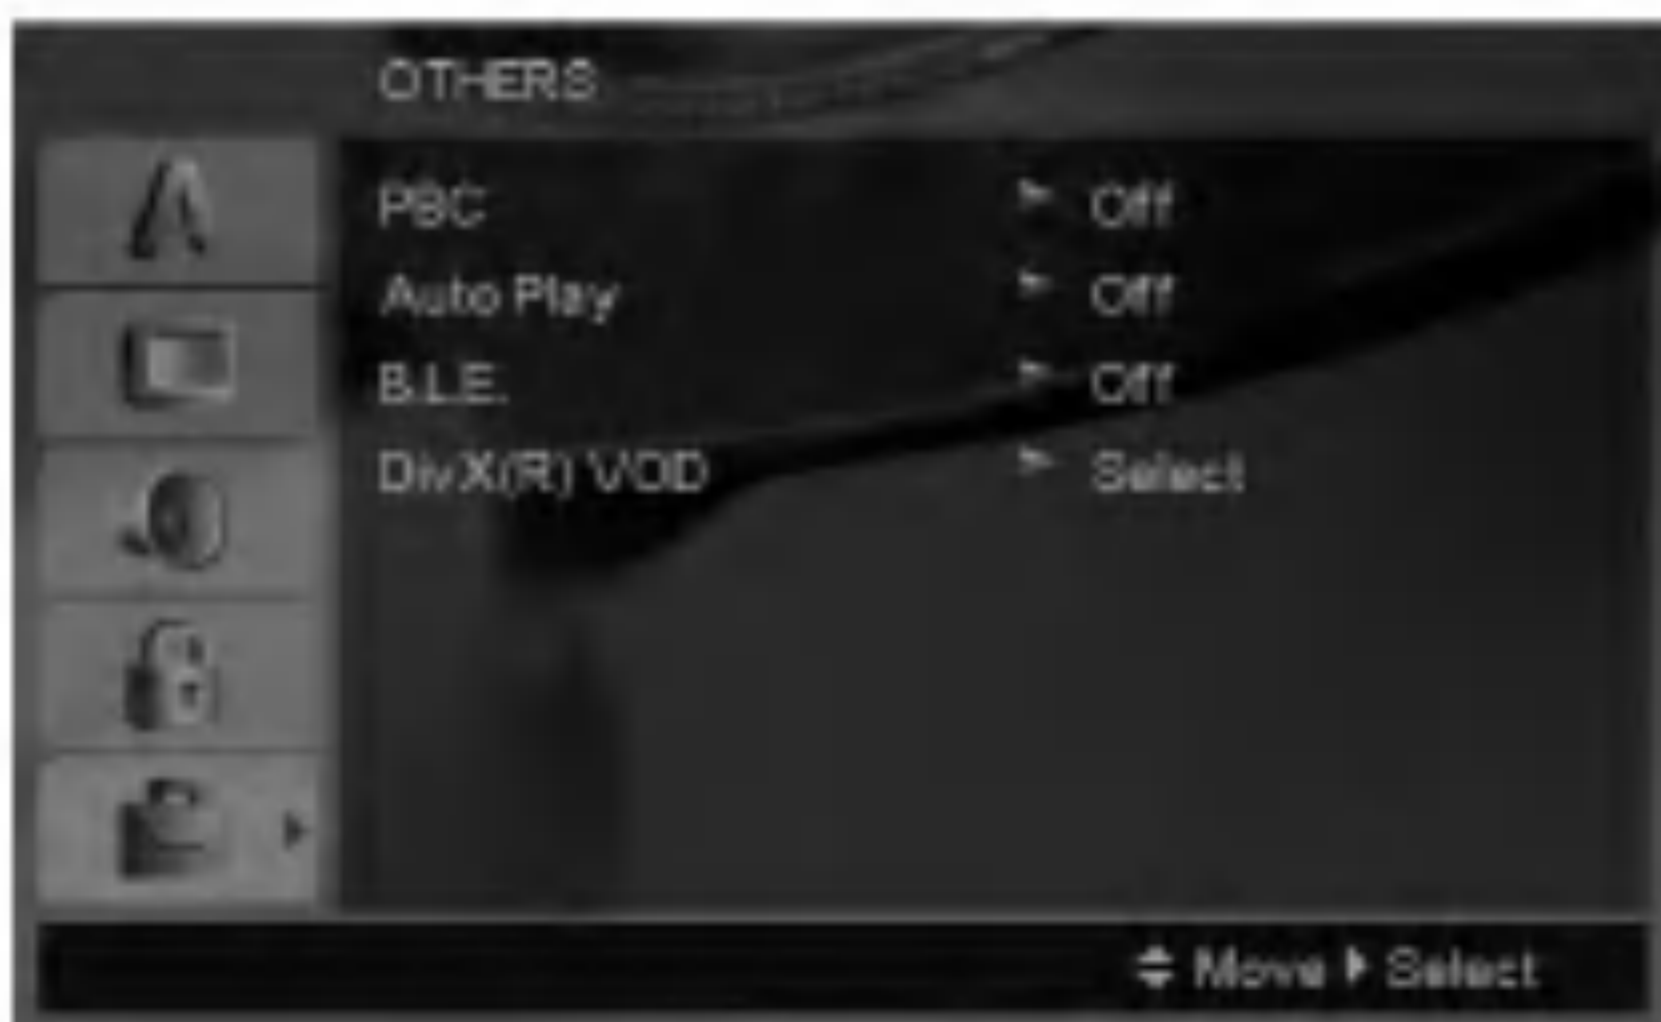 OTHERS
PBC Off
Auto Play Off
B.L.E. Off
DivX(R) VOD Select
Move Select